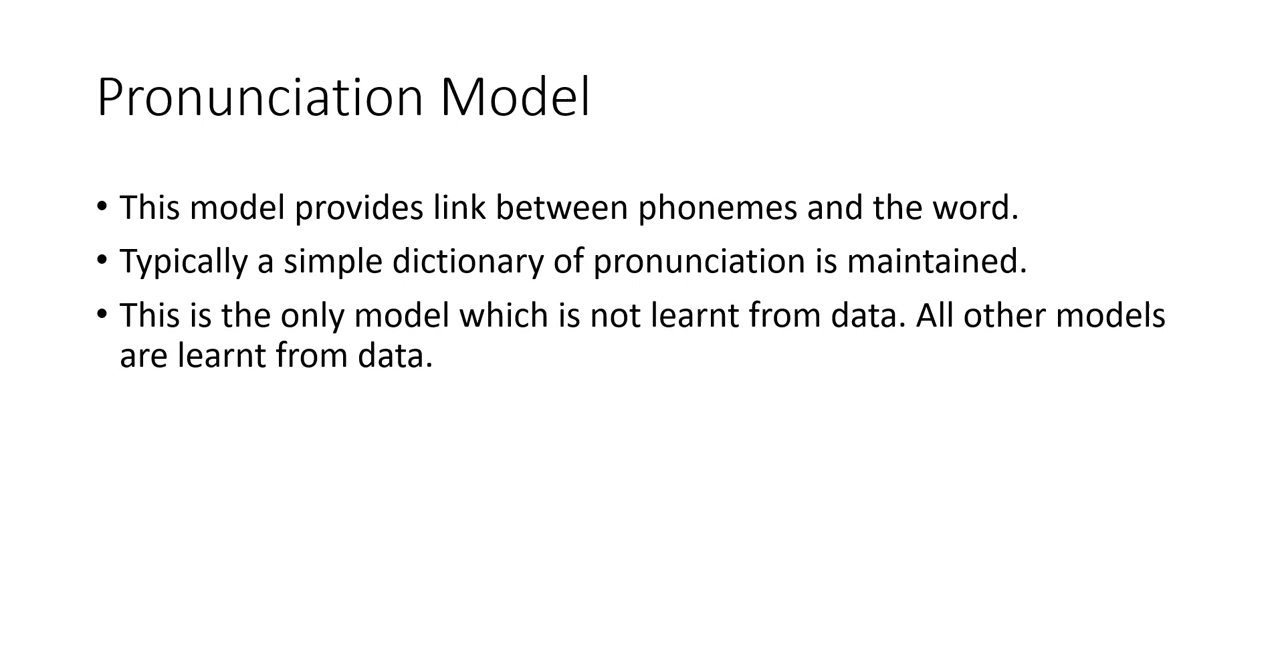 Pronunciation Model
• This model provides link between phonemes and the word.
• Typically a simple dictionary of pronunciation is maintained.
• This is the only model which is not learnt from data. All other models
are learnt from data.